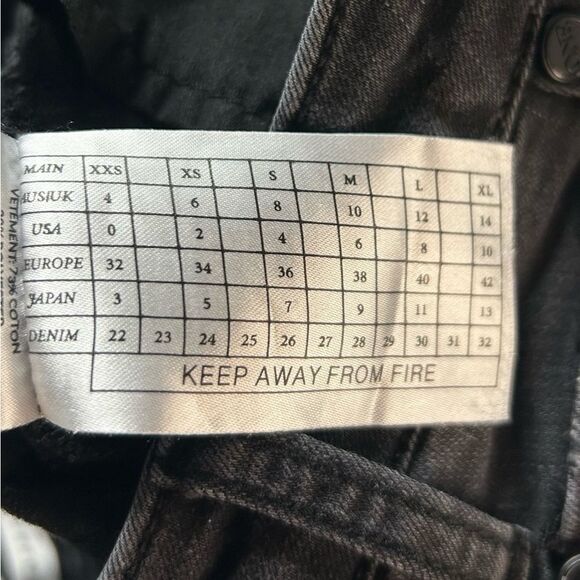 MAIN XXS XS S M L XL
AUS/UK 4 6 8 10 12 14
USA 0 2 4 6 8 10
EUROPE 32 34 36 38 40 42
JAPAN 3 5 7 9 11 13
DENIM 22 23 24 25 26 27 28 29 30 31 32
KEEP AWAY FROM FIRE
VETEMENT: 73% COTTON